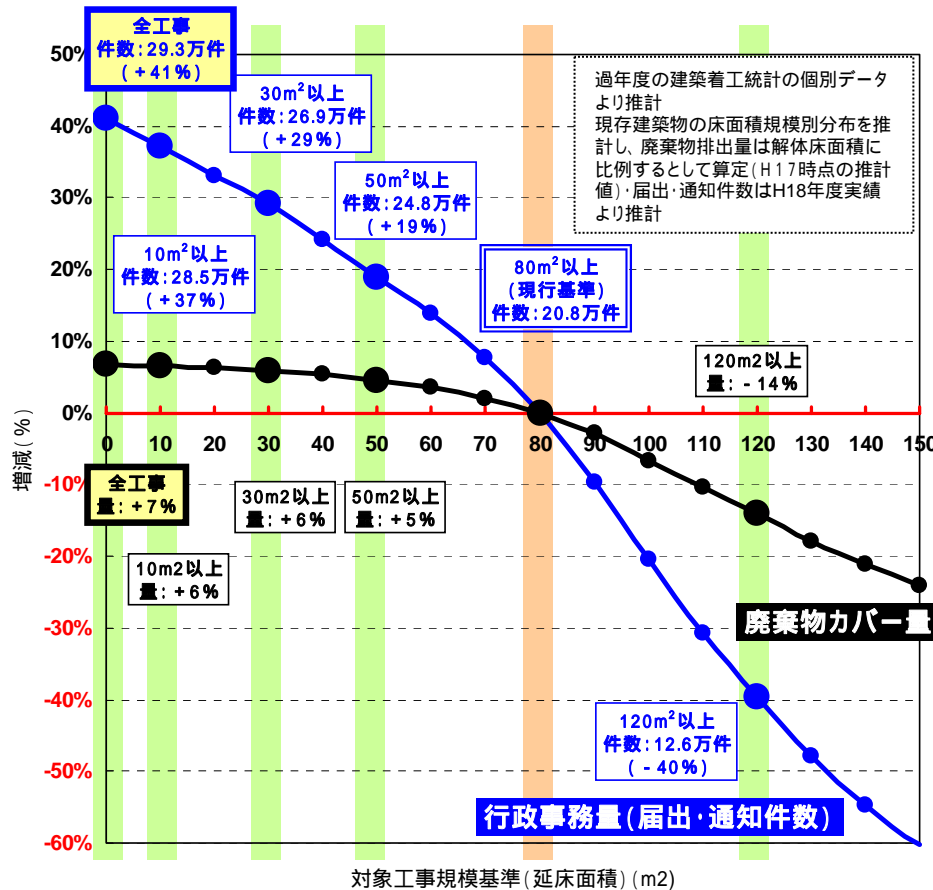 全工事
件数:29.3万件
(+41%)
30m²以上
件数:26.9万件
(+29%)
50m²以上
件数:24.8万件
(+19%)
10m²以上
件数:28.5万件
(+37%)
80m²以上
(現行基準)
件数:20.8万件
過年度の建築着工統計の個別データ
より推計
現存建築物の床面積規模別分布を推
計し、廃棄物排出量は解体床面積に
比例するとして算定(H17時点の推計
値)・届出・通知件数はH18年度実績
より推計
120m2以上
量:-14%
全工事
量:+7%
10m2以上
量:+6%
30m2以上
量:+6%
50m2以上
量:+5%
廃棄物カバー量
120m²以上
件数:12.6万件
(-40%)
行政事務量(届出・通知件数)
増減(%)
50%
40%
30%
20%
10%
0%
-10%
-20%
-30%
-40%
-50%
-60%
0 10 20 30 40 50 60 70 80 90 100 110 120 130 140 150
対象工事規模基準(延床面積)(m2)